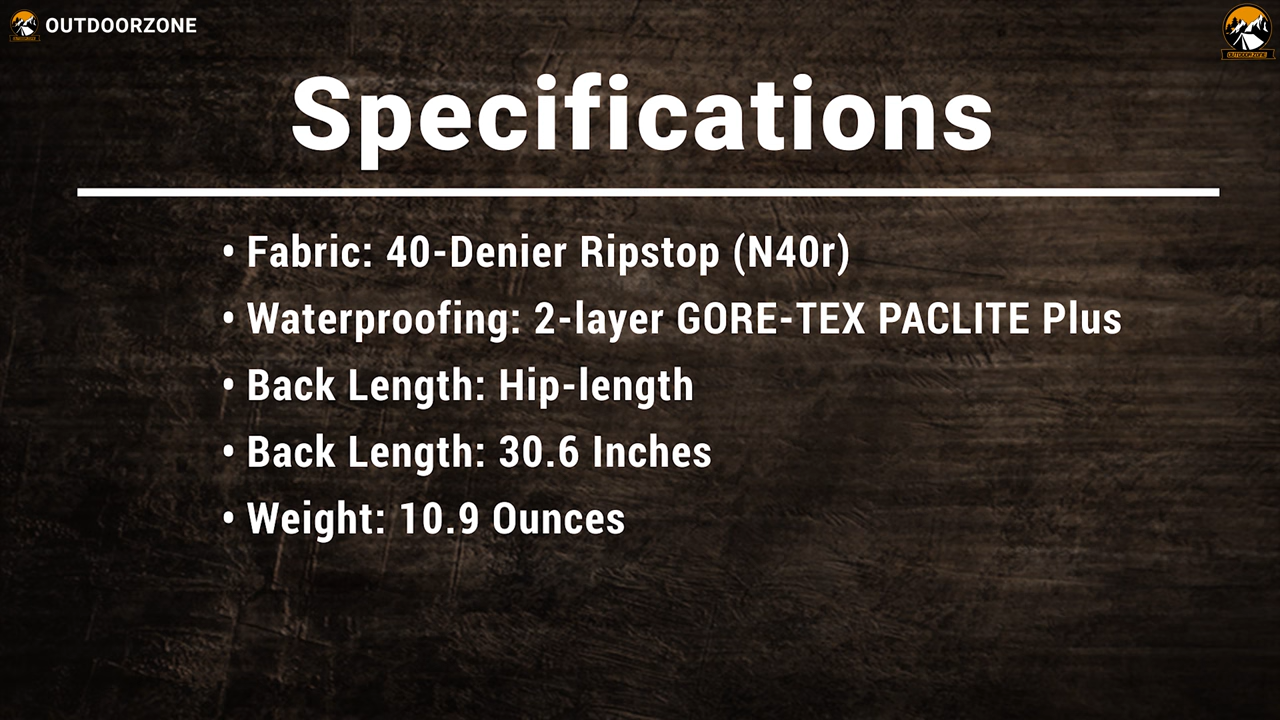 OUTDOORZONE
OUTDOORZONE
Specifications
• Fabric: 40-Denier Ripstop (N40r)
• Waterproofing: 2-layer GORE-TEX PACLITE Plus
• Back Length: Hip-length
• Back Length: 30.6 Inches
• Weight: 10.9 Ounces